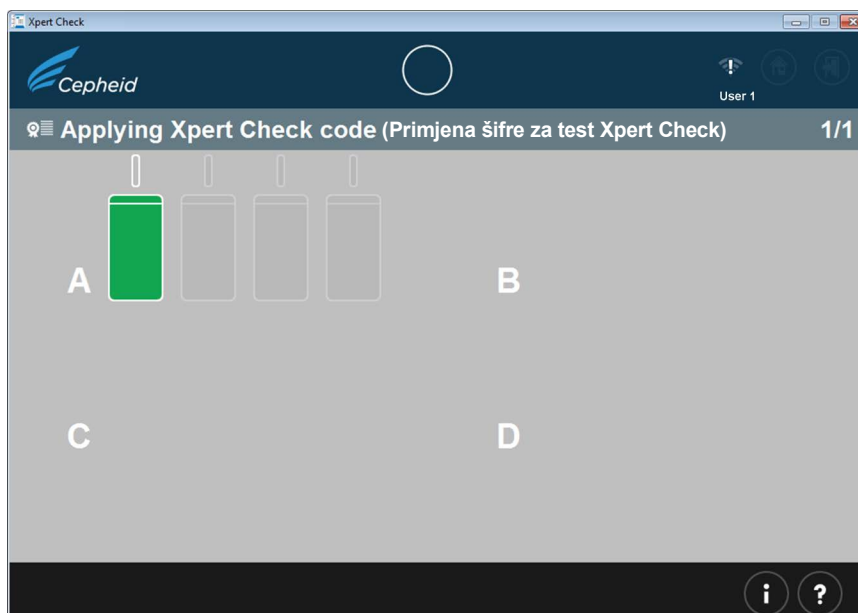 Xpert Check
Cepheid
User 1
Applying Xpert Check code (Primjena šifre za test Xpert Check) 1/1
A B
C D
i ?